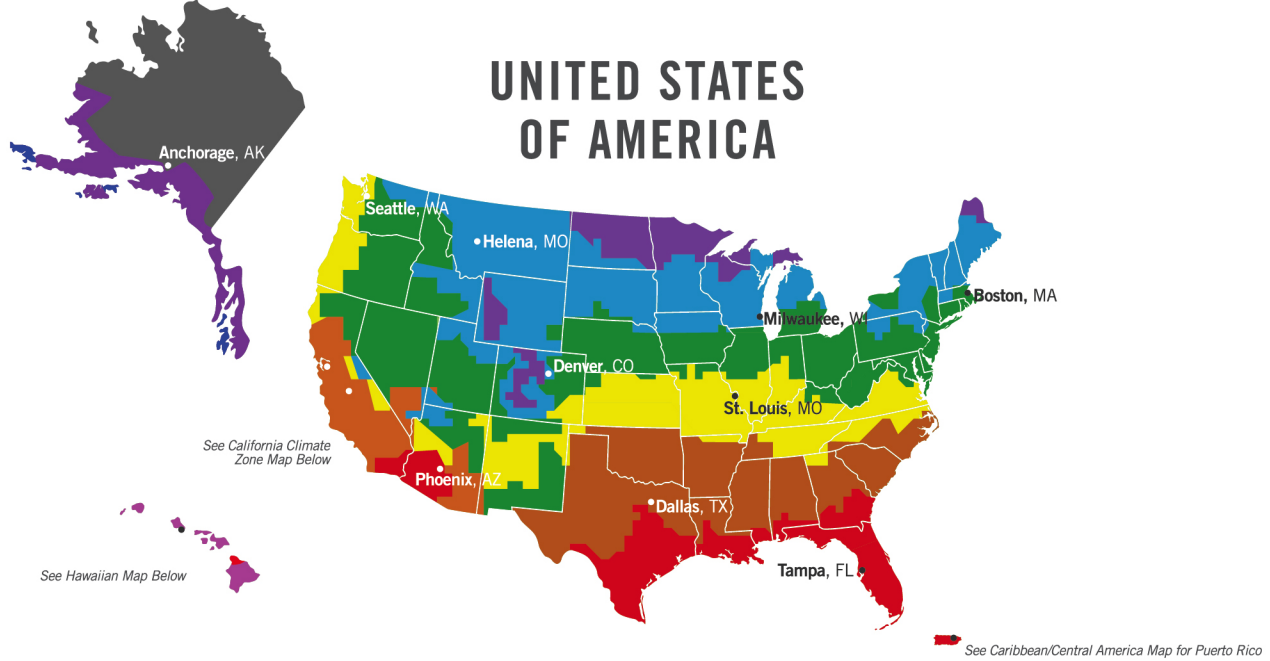 UNITED STATES
OF AMERICA
Anchorage, AK
Seattle, WA
Helena, MO
Boston, MA
Milwaukee, WI
Denver, CO
St. Louis, MO
See California Climate
Zone Map Below
Phoenix, AZ
Dallas, TX
See Hawaiian Map Below
Tampa, FL
See Caribbean/Central America Map for Puerto Rico